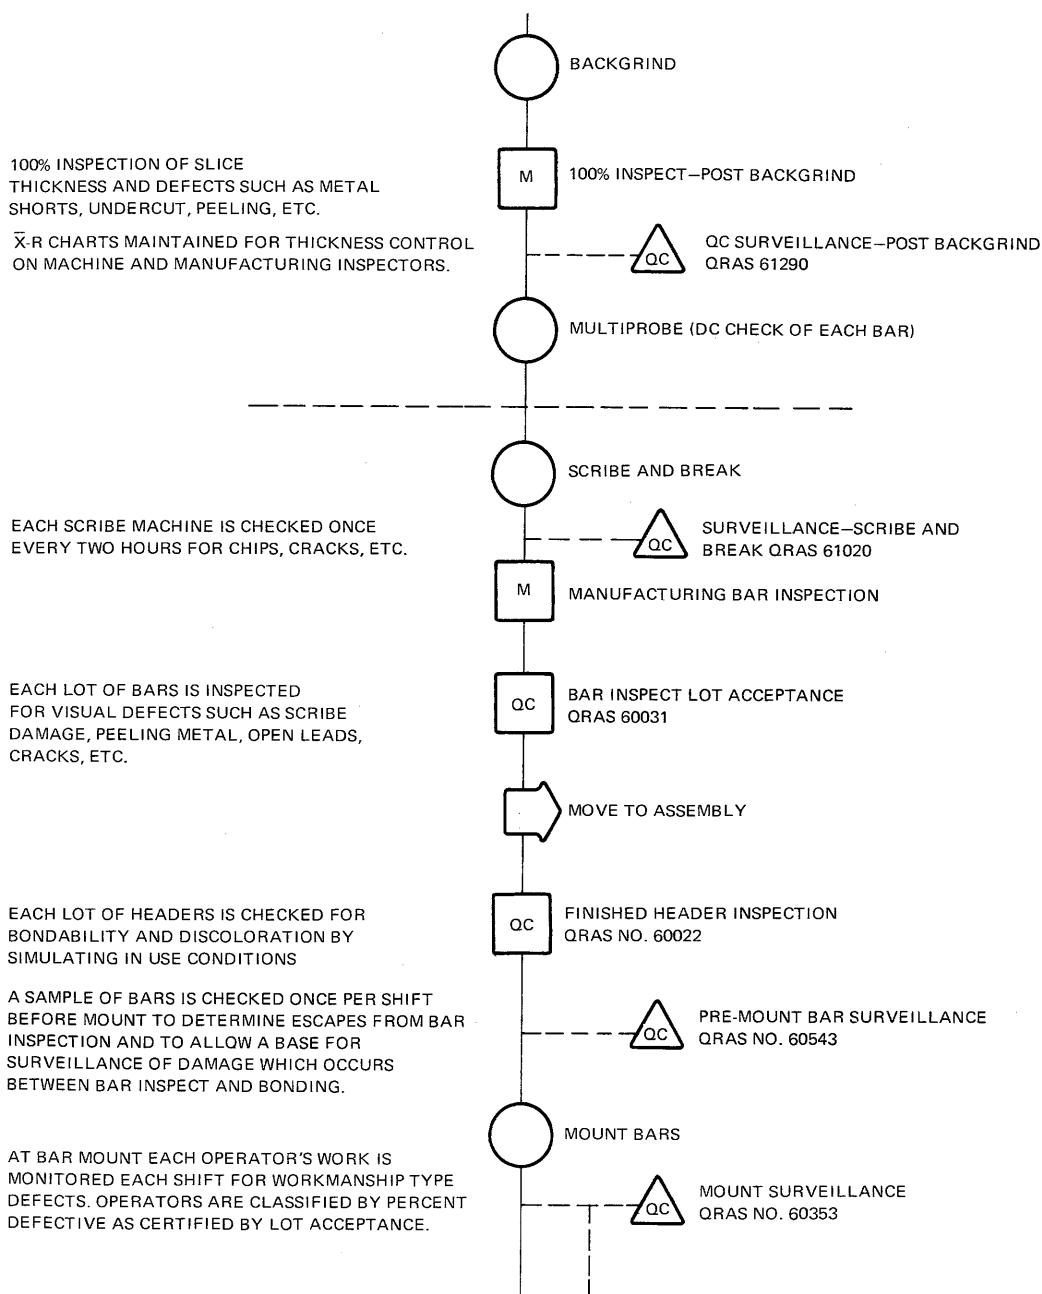 BACKGRIND
100% INSPECTION OF SLICE
THICKNESS AND DEFECTS SUCH AS METAL
SHORTS, UNDERCUT, PEELING, ETC.
M
100% INSPECT—POST BACKGRIND
X̅-R CHARTS MAINTAINED FOR THICKNESS CONTROL
ON MACHINE AND MANUFACTURING INSPECTORS.
QC
QC SURVEILLANCE—POST BACKGRIND
QRAS 61290
MULTIPROBE (DC CHECK OF EACH BAR)
SCRIBE AND BREAK
EACH SCRIBE MACHINE IS CHECKED ONCE
EVERY TWO HOURS FOR CHIPS, CRACKS, ETC.
QC
SURVEILLANCE—SCRIBE AND
BREAK QRAS 61020
M
MANUFACTURING BAR INSPECTION
EACH LOT OF BARS IS INSPECTED
FOR VISUAL DEFECTS SUCH AS SCRIBE
DAMAGE, PEELING METAL, OPEN LEADS,
CRACKS, ETC.
QC
BAR INSPECT LOT ACCEPTANCE
QRAS 60031
MOVE TO ASSEMBLY
EACH LOT OF HEADERS IS CHECKED FOR
BONDABILITY AND DISCOLORATION BY
SIMULATING IN USE CONDITIONS
QC
FINISHED HEADER INSPECTION
QRAS NO. 60022
A SAMPLE OF BARS IS CHECKED ONCE PER SHIFT
BEFORE MOUNT TO DETERMINE ESCAPES FROM BAR
INSPECTION AND TO ALLOW A BASE FOR
SURVEILLANCE OF DAMAGE WHICH OCCURS
BETWEEN BAR INSPECT AND BONDING.
QC
PRE-MOUNT BAR SURVEILLANCE
QRAS NO. 60543
MOUNT BARS
AT BAR MOUNT EACH OPERATOR'S WORK IS
MONITORED EACH SHIFT FOR WORKMANSHIP TYPE
DEFECTS. OPERATORS ARE CLASSIFIED BY PERCENT
DEFECTIVE AS CERTIFIED BY LOT ACCEPTANCE.
QC
MOUNT SURVEILLANCE
QRAS NO. 60353